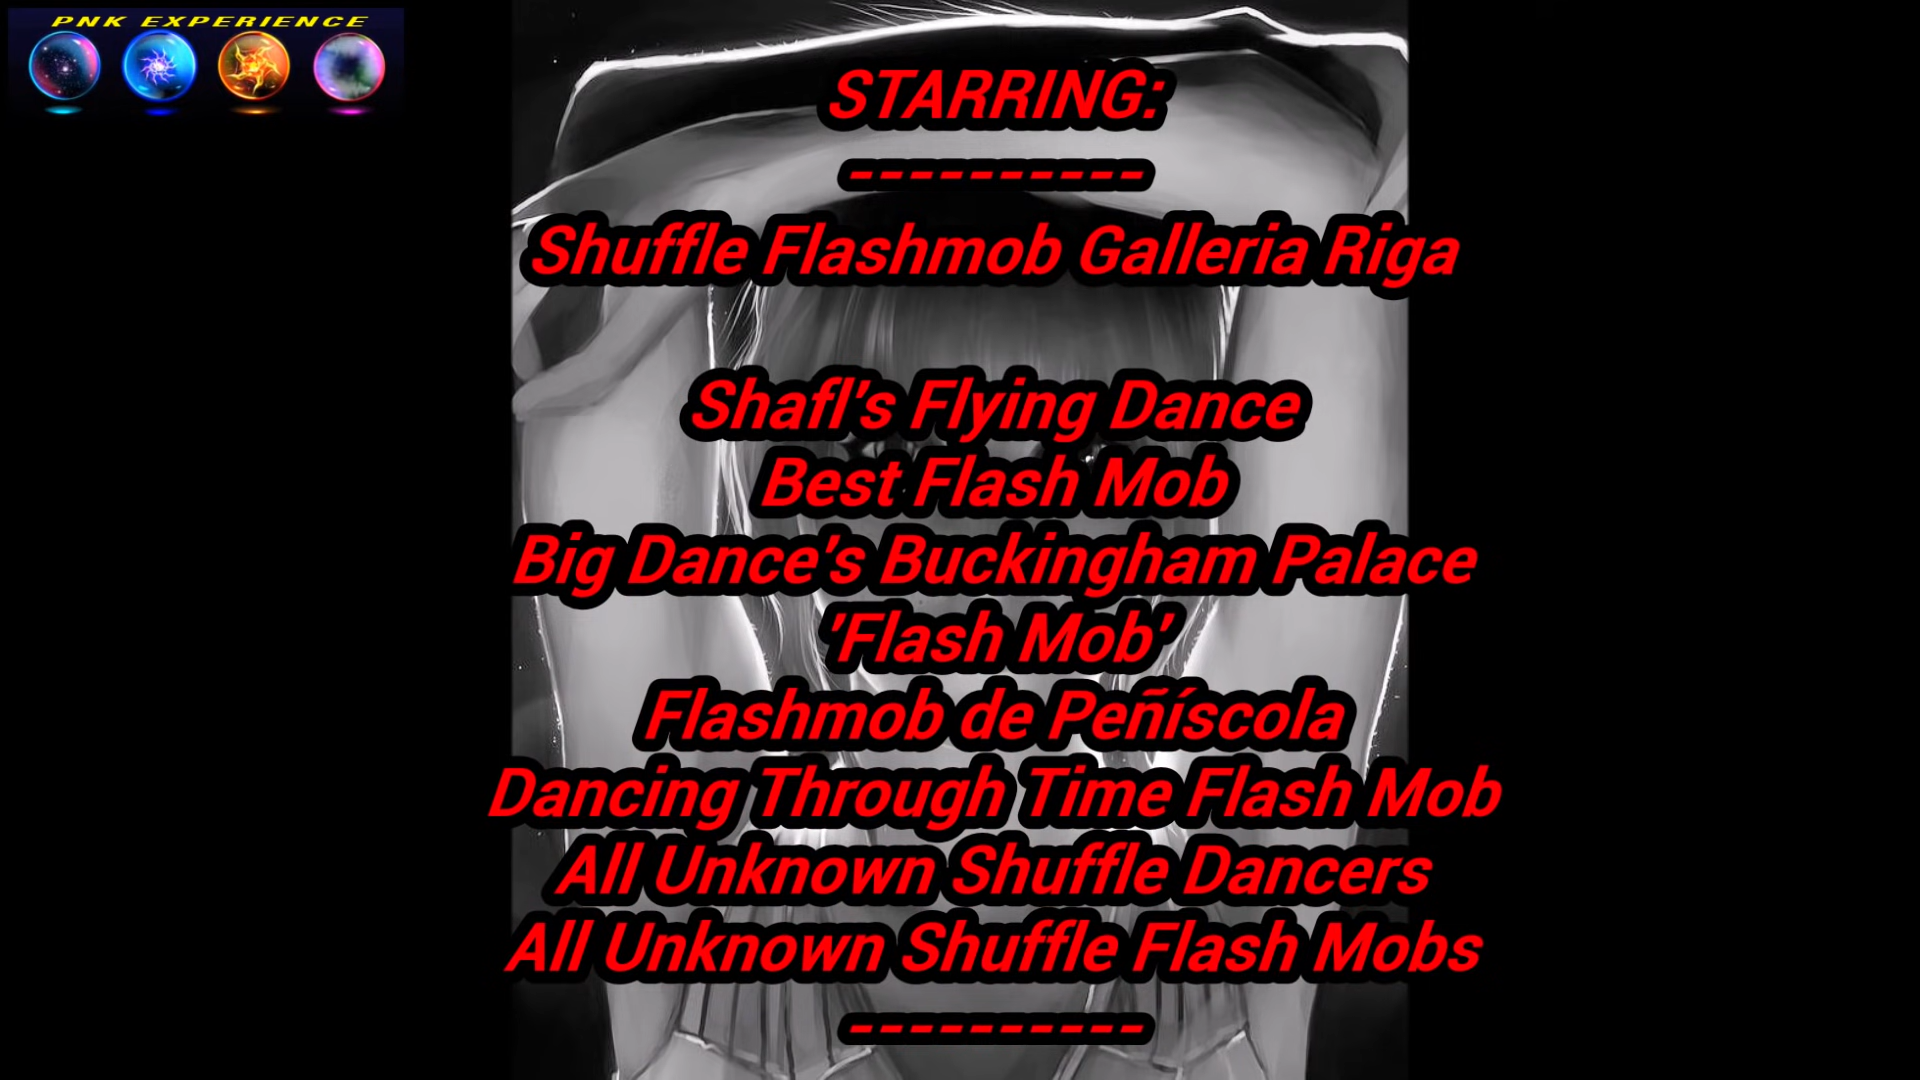 PNK EXPERIENCE
STARRING:
----------
Shuffle Flashmob Galleria Riga
Shafl's Flying Dance
Best Flash Mob
Big Dance's Buckingham Palace
'Flash Mob'
Flashmob de Peñíscola
Dancing Through Time Flash Mob
All Unknown Shuffle Dancers
All Unknown Shuffle Flash Mobs
----------